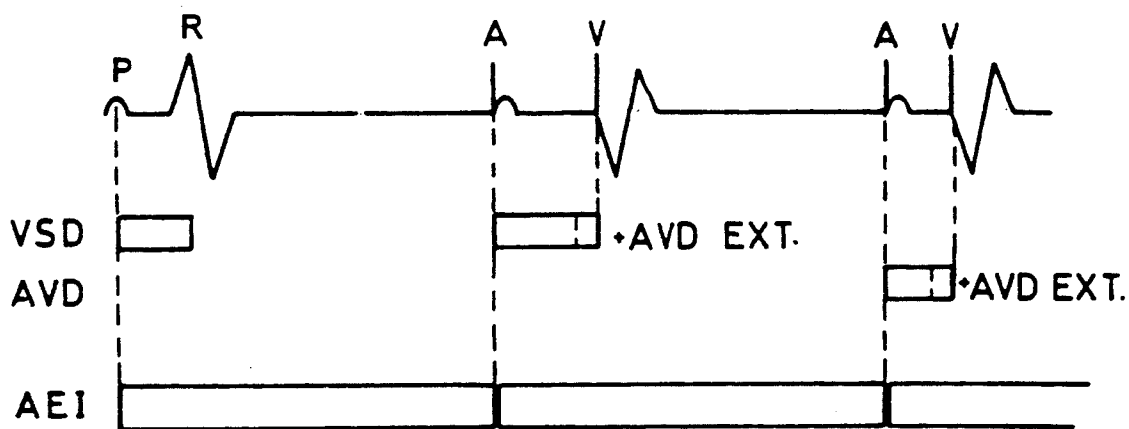 P R A V A V
VSD +AVD EXT.
AVD +AVD EXT.
AEI